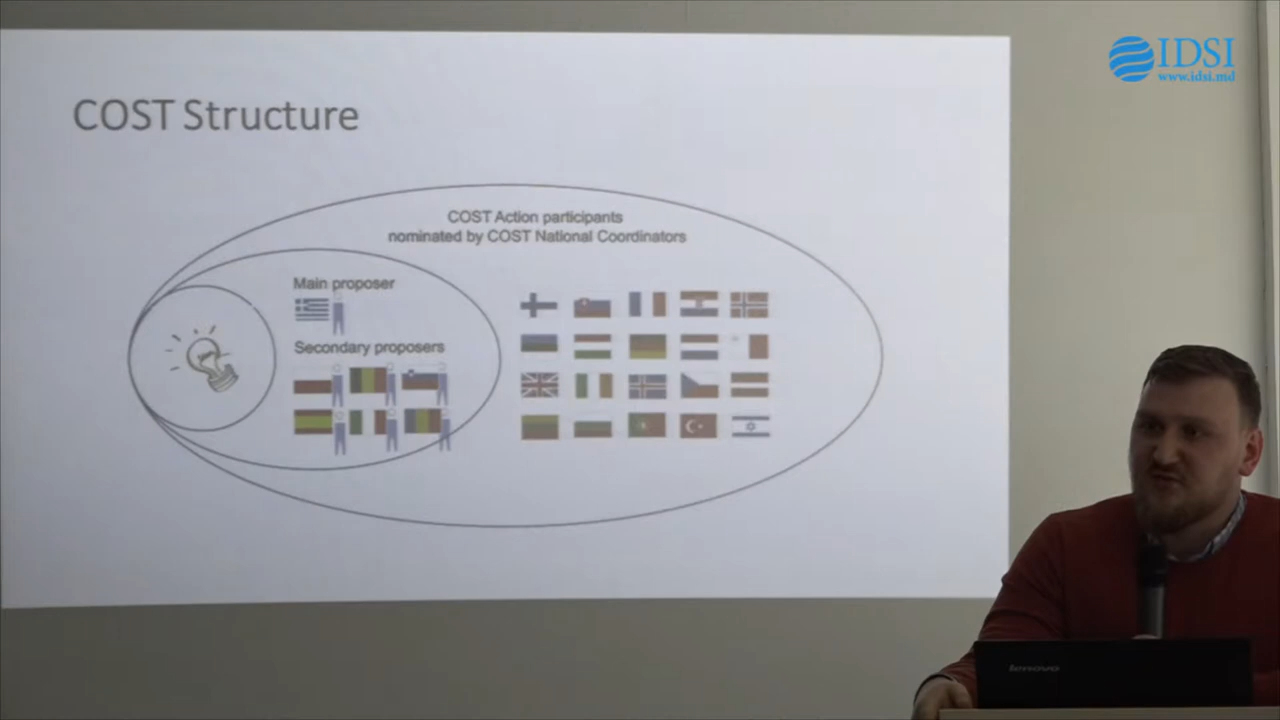 IDSI
www.idsi.md
COST Structure
COST Action participants
nominated by COST National Coordinators
Main proposer
Secondary proposers
lenovo